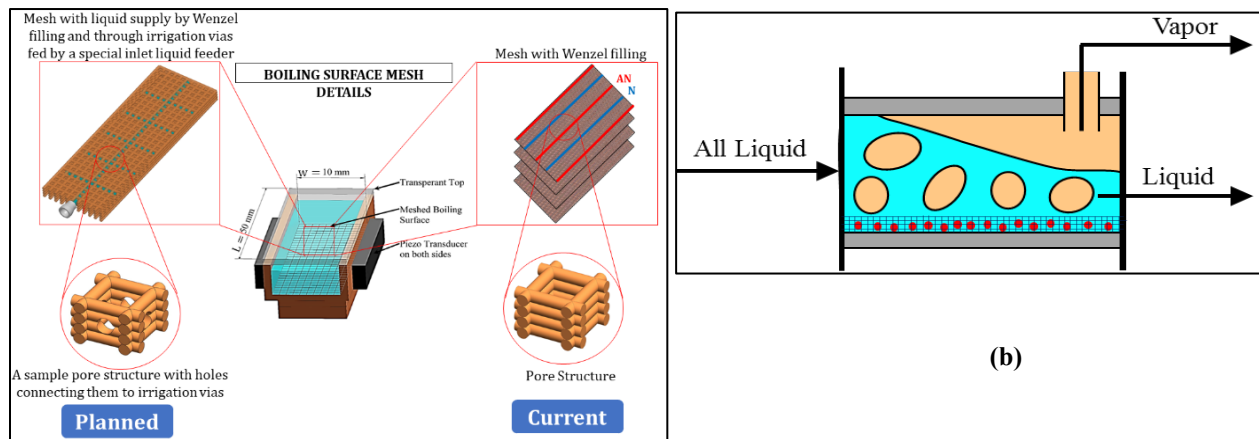 Mesh with liquid supply by Wenzel
filling and through irrigation vias
fed by a special inlet liquid feeder
BOILING SURFACE MESH
DETAILS
Mesh with Wenzel filling
AN
N
W = 10 mm
L = 50 mm
Transperant Top
Meshed Boiling
Surface
Piezo Transducer
on both sides
A sample pore structure with holes
connecting them to irrigation vias
Planned
Pore Structure
Current
Vapor
All Liquid
Liquid
(b)